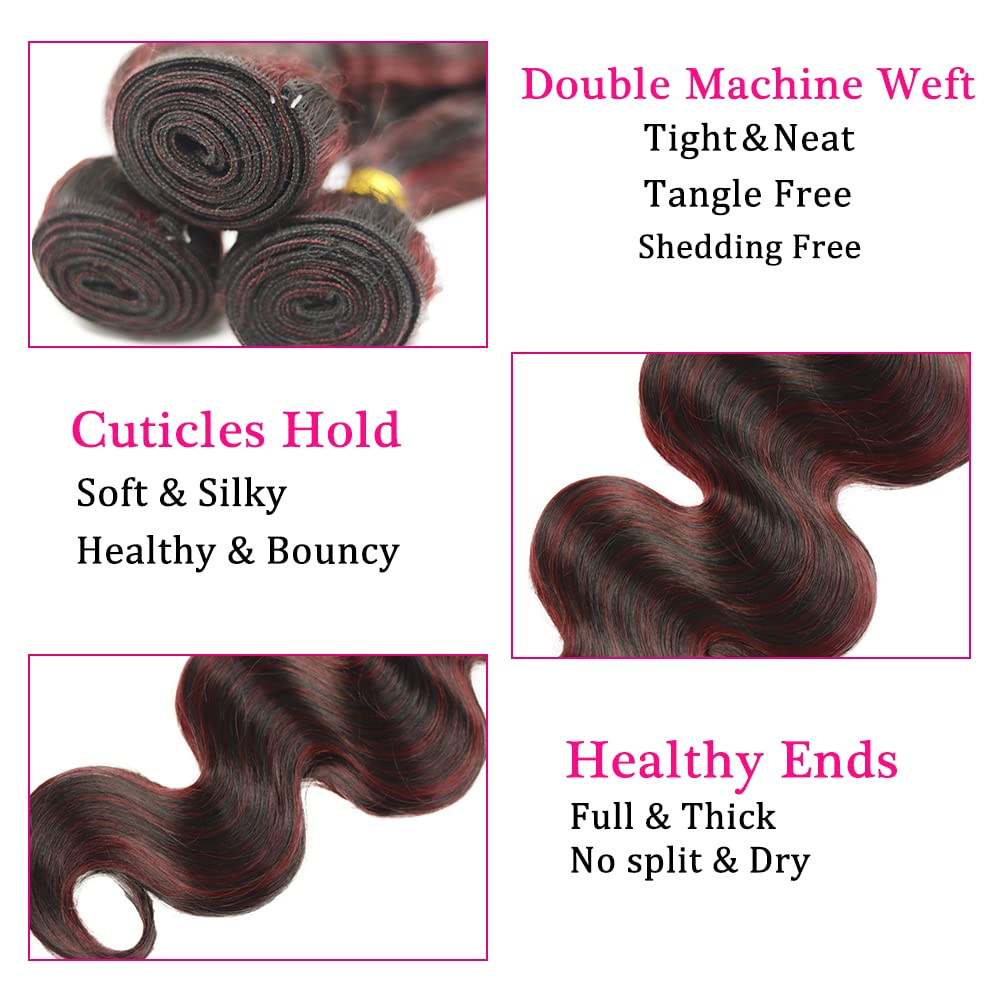 Double Machine Weft
Tight&Neat
Tangle Free
Shedding Free
Cuticles Hold
Soft & Silky
Healthy & Bouncy
Healthy Ends
Full & Thick
No split & Dry